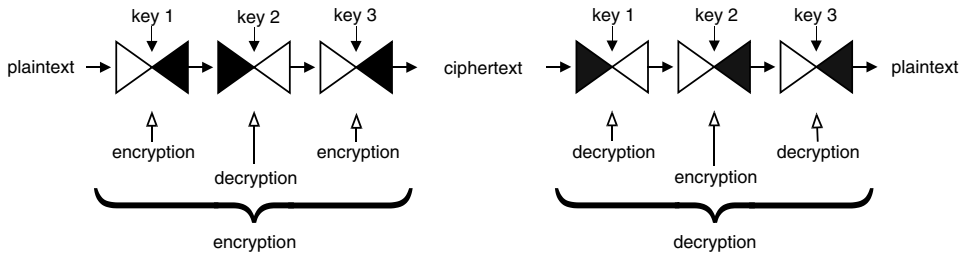 key 1 key 2 key 3 key 1 key 2 key 3
plaintext ciphertext plaintext
encryption encryption decryption decryption
decryption encryption
encryption decryption